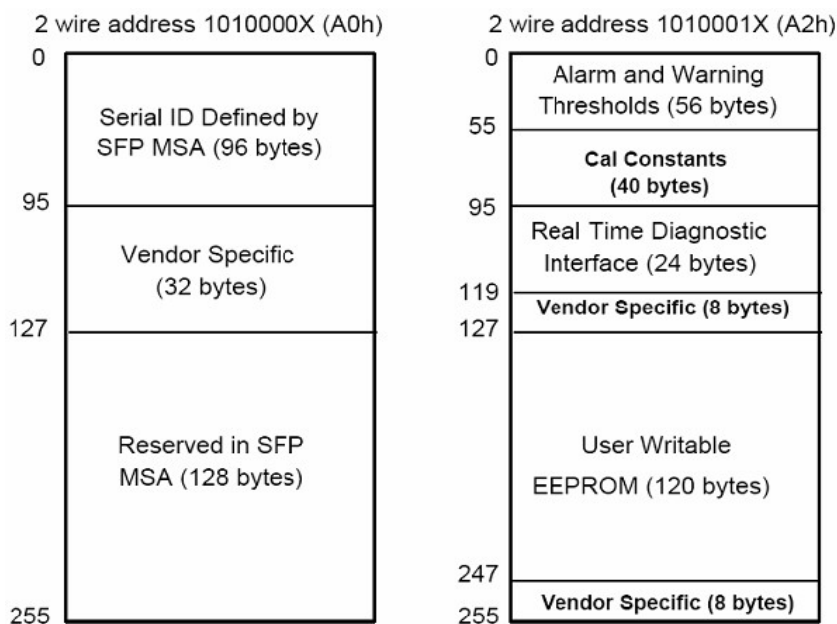 2 wire address 1010000X (A0h)
0
Serial ID Defined by
SFP MSA (96 bytes)
95
Vendor Specific
(32 bytes)
127
Reserved in SFP
MSA (128 bytes)
255
2 wire address 1010001X (A2h)
0
Alarm and Warning
Thresholds (56 bytes)
55
Cal Constants
(40 bytes)
95
Real Time Diagnostic
Interface (24 bytes)
119
Vendor Specific (8 bytes)
127
User Writable
EEPROM (120 bytes)
247
Vendor Specific (8 bytes)
255